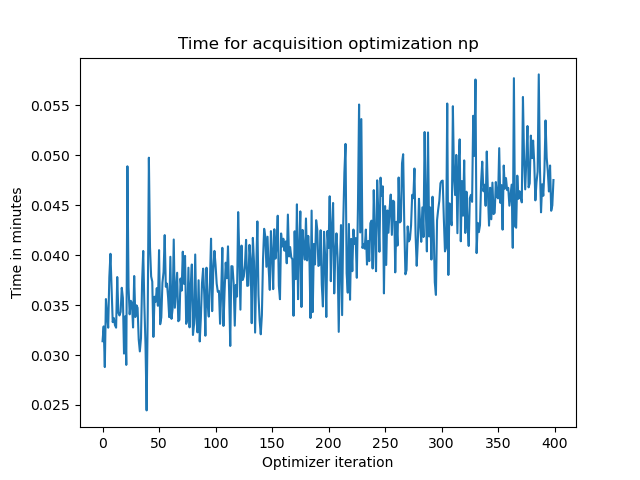 Time for acquisition optimization np
Time in minutes
0.055
0.050
0.045
0.040
0.035
0.030
0.025
0 50 100 150 200 250 300 350 400
Optimizer iteration